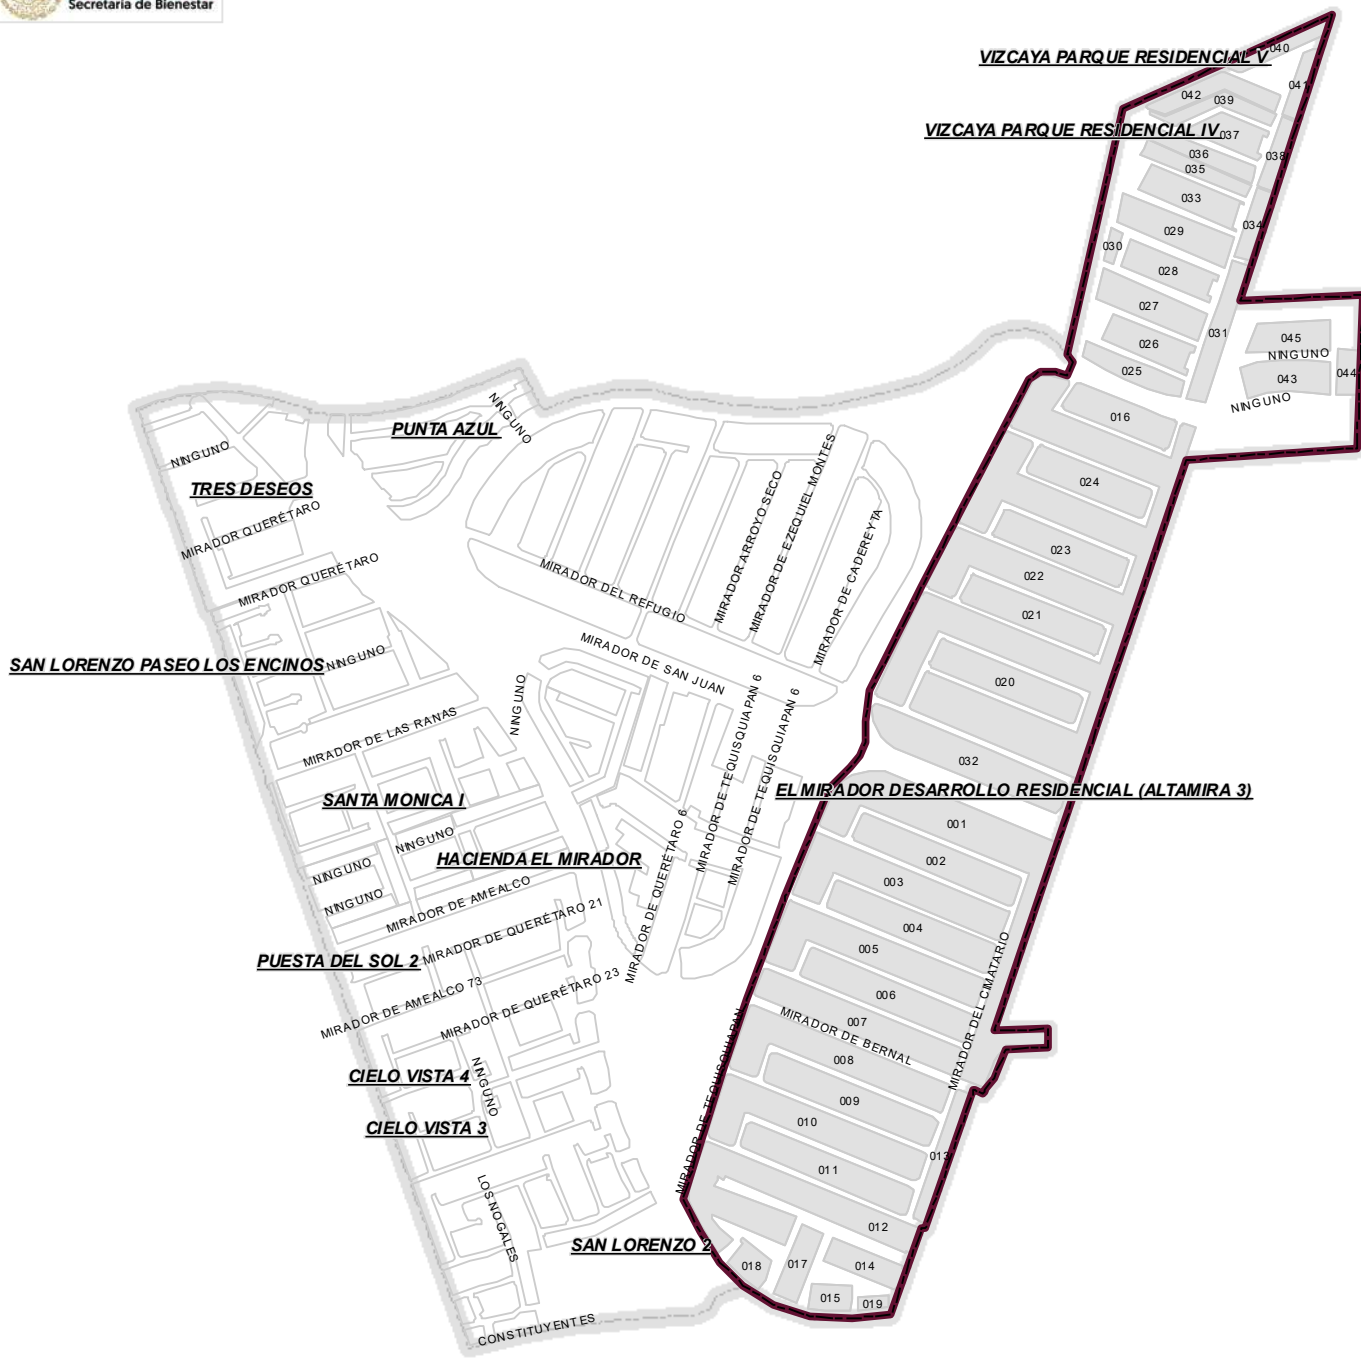 Secretaría de Bienestar
VIZCAYA PARQUE RESIDENCIAL V
040
041
042
039
VIZCAYA PARQUE RESIDENCIAL IV
037
036
038
035
033
034
029
030
028
027
031
026
045
NINGUNO
025
043
044
NINGUNO
016
NINGUNO
PUNTA AZUL
NINGUNO
TRES DESEOS
MIRADOR QUERÉTARO
MIRADOR QUERÉTARO
MIRADOR ARROYO SECO
MIRADOR DE EZEQUIEL MONTES
MIRADOR DE CADEREYTA
024
023
022
021
MIRADOR DEL REFUGIO
MIRADOR DE SAN JUAN
SAN LORENZO PASEO LOS ENCINOS
NINGUNO
NINGUNO
020
MIRADOR DE LAS RANAS
MIRADOR DE TEQUISQUIAPAN 6
MIRADOR DE TEQUISQUIAPAN 6
032
EL MIRADOR DESARROLLO RESIDENCIAL (ALTAMIRA 3)
SANTA MONICA I
001
NINGUNO
HACIENDA EL MIRADOR
002
NINGUNO
003
NINGUNO
MIRADOR DE AMEALCO
MIRADOR DE QUERÉTARO 6
004
MIRADOR DE QUERÉTARO 21
005
PUESTA DEL SOL 2
006
MIRADOR DE AMEALCO 73
MIRADOR DE QUERÉTARO 23
007
MIRADOR DE BERNAL
MIRADOR DEL CIMATARIO
008
CIELO VISTA 4
NINGUNO
009
MIRADOR DE TEQUISQUIAPAN
CIELO VISTA 3
010
013
011
LOS NOGALES
012
SAN LORENZO 2
018
017
014
015
019
CONSTITUYENTES